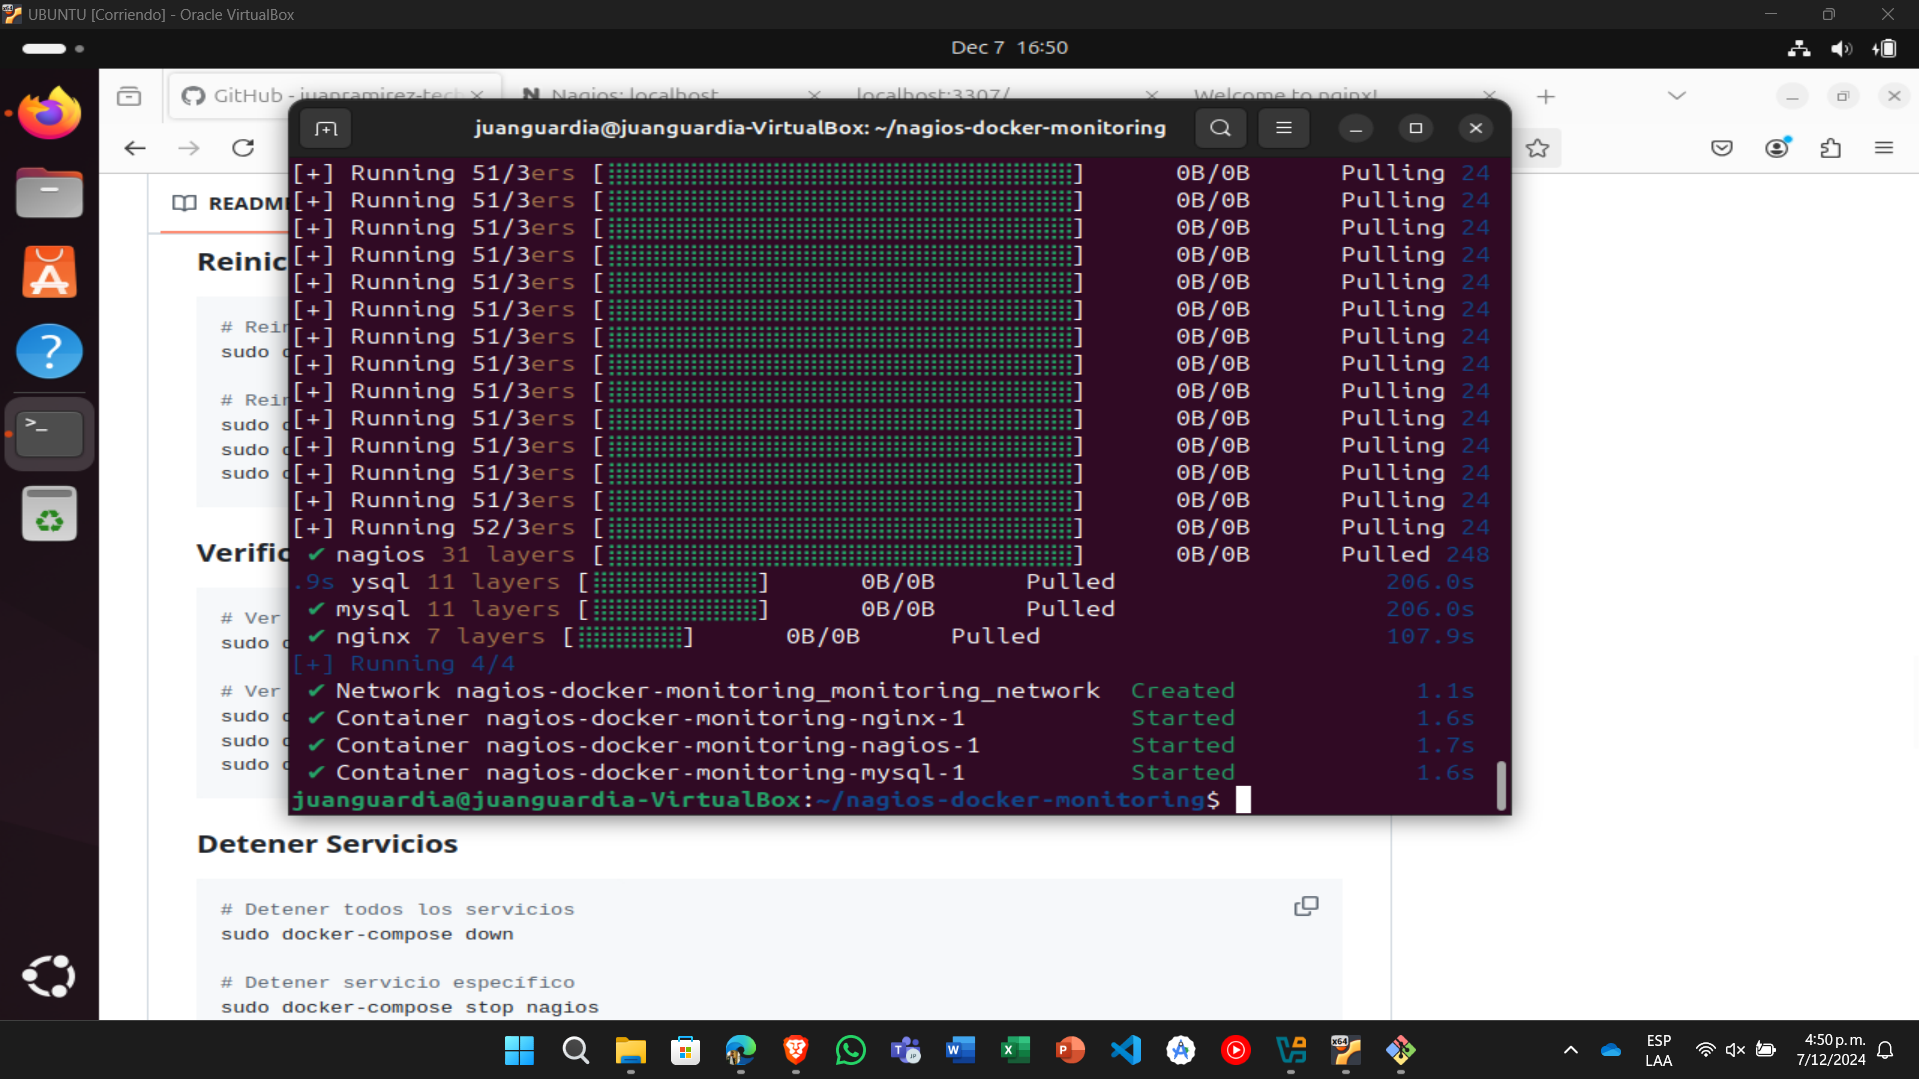 UBUNTU [Corriendo] - Oracle VirtualBox
Dec 7 16:50
GitHub - juanramirez-tech
Nagios: localhost
localhost:3307/
Welcome to nginx!
juanguardia@juanguardia-VirtualBox: ~/nagios-docker-monitoring
README
Reinic
# Rein
sudo d
# Rein
sudo d
sudo d
sudo d
Verific
# Ver
sudo d
# Ver
sudo d
sudo d
sudo d
[+] Running 51/3ers [⣿⣿⣿⣿⣿⣿⣿⣿⣿⣿⣿⣿⣿⣿⣿⣿⣿⣿⣿⣿⣿⣿⣿⣿⣿⣿⣿⣿⣿⣿⣿] 0B/0B Pulling 24
[+] Running 51/3ers [⣿⣿⣿⣿⣿⣿⣿⣿⣿⣿⣿⣿⣿⣿⣿⣿⣿⣿⣿⣿⣿⣿⣿⣿⣿⣿⣿⣿⣿⣿⣿] 0B/0B Pulling 24
[+] Running 51/3ers [⣿⣿⣿⣿⣿⣿⣿⣿⣿⣿⣿⣿⣿⣿⣿⣿⣿⣿⣿⣿⣿⣿⣿⣿⣿⣿⣿⣿⣿⣿⣿] 0B/0B Pulling 24
[+] Running 51/3ers [⣿⣿⣿⣿⣿⣿⣿⣿⣿⣿⣿⣿⣿⣿⣿⣿⣿⣿⣿⣿⣿⣿⣿⣿⣿⣿⣿⣿⣿⣿⣿] 0B/0B Pulling 24
[+] Running 51/3ers [⣿⣿⣿⣿⣿⣿⣿⣿⣿⣿⣿⣿⣿⣿⣿⣿⣿⣿⣿⣿⣿⣿⣿⣿⣿⣿⣿⣿⣿⣿⣿] 0B/0B Pulling 24
[+] Running 51/3ers [⣿⣿⣿⣿⣿⣿⣿⣿⣿⣿⣿⣿⣿⣿⣿⣿⣿⣿⣿⣿⣿⣿⣿⣿⣿⣿⣿⣿⣿⣿⣿] 0B/0B Pulling 24
[+] Running 51/3ers [⣿⣿⣿⣿⣿⣿⣿⣿⣿⣿⣿⣿⣿⣿⣿⣿⣿⣿⣿⣿⣿⣿⣿⣿⣿⣿⣿⣿⣿⣿⣿] 0B/0B Pulling 24
[+] Running 51/3ers [⣿⣿⣿⣿⣿⣿⣿⣿⣿⣿⣿⣿⣿⣿⣿⣿⣿⣿⣿⣿⣿⣿⣿⣿⣿⣿⣿⣿⣿⣿⣿] 0B/0B Pulling 24
[+] Running 51/3ers [⣿⣿⣿⣿⣿⣿⣿⣿⣿⣿⣿⣿⣿⣿⣿⣿⣿⣿⣿⣿⣿⣿⣿⣿⣿⣿⣿⣿⣿⣿⣿] 0B/0B Pulling 24
[+] Running 51/3ers [⣿⣿⣿⣿⣿⣿⣿⣿⣿⣿⣿⣿⣿⣿⣿⣿⣿⣿⣿⣿⣿⣿⣿⣿⣿⣿⣿⣿⣿⣿⣿] 0B/0B Pulling 24
[+] Running 51/3ers [⣿⣿⣿⣿⣿⣿⣿⣿⣿⣿⣿⣿⣿⣿⣿⣿⣿⣿⣿⣿⣿⣿⣿⣿⣿⣿⣿⣿⣿⣿⣿] 0B/0B Pulling 24
[+] Running 51/3ers [⣿⣿⣿⣿⣿⣿⣿⣿⣿⣿⣿⣿⣿⣿⣿⣿⣿⣿⣿⣿⣿⣿⣿⣿⣿⣿⣿⣿⣿⣿⣿] 0B/0B Pulling 24
[+] Running 51/3ers [⣿⣿⣿⣿⣿⣿⣿⣿⣿⣿⣿⣿⣿⣿⣿⣿⣿⣿⣿⣿⣿⣿⣿⣿⣿⣿⣿⣿⣿⣿⣿] 0B/0B Pulling 24
[+] Running 52/3ers [⣿⣿⣿⣿⣿⣿⣿⣿⣿⣿⣿⣿⣿⣿⣿⣿⣿⣿⣿⣿⣿⣿⣿⣿⣿⣿⣿⣿⣿⣿⣿] 0B/0B Pulling 24
✔ nagios 31 layers [⣿⣿⣿⣿⣿⣿⣿⣿⣿⣿⣿⣿⣿⣿⣿⣿⣿⣿⣿⣿⣿⣿⣿⣿⣿⣿⣿⣿⣿⣿⣿] 0B/0B Pulled 248
.9s ysql 11 layers [⣿⣿⣿⣿⣿⣿⣿⣿⣿⣿⣿] 0B/0B Pulled 206.0s
✔ mysql 11 layers [⣿⣿⣿⣿⣿⣿⣿⣿⣿⣿⣿] 0B/0B Pulled 206.0s
✔ nginx 7 layers [⣿⣿⣿⣿⣿⣿⣿] 0B/0B Pulled 107.9s
[+] Running 4/4
✔ Network nagios-docker-monitoring_monitoring_network Created 1.1s
✔ Container nagios-docker-monitoring-nginx-1 Started 1.6s
✔ Container nagios-docker-monitoring-nagios-1 Started 1.7s
✔ Container nagios-docker-monitoring-mysql-1 Started 1.6s
juanguardia@juanguardia-VirtualBox:~/nagios-docker-monitoring$
Detener Servicios
# Detener todos los servicios
sudo docker-compose down
# Detener servicio específico
sudo docker-compose stop nagios
ESP
LAA
4:50 p. m.
7/12/2024